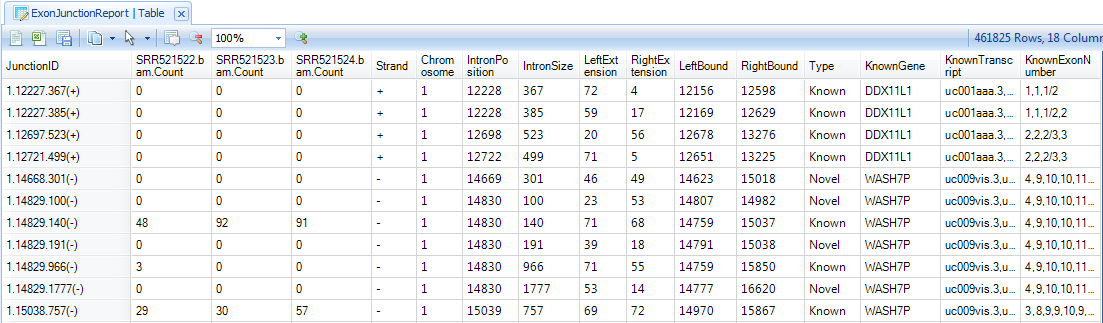 ExonJunctionReport | Table
100%
461825 Rows, 18 Column
JunctionID SRR521522.bam.Count SRR521523.bam.Count SRR521524.bam.Count Strand Chromosome IntronPosition IntronSize LeftExtension RightExtension LeftBound RightBound Type KnownGene KnownTranscript KnownExonNumber
1.12227.367(+) 0 0 0 + 1 12228 367 72 4 12156 12598 Known DDX11L1 uc001aaa.3,... 1,1,1/2
1.12227.385(+) 0 0 0 + 1 12228 385 59 17 12169 12629 Known DDX11L1 uc001aaa.3,... 1,1,1/2,2
1.12697.523(+) 0 0 0 + 1 12698 523 20 56 12678 13276 Known DDX11L1 uc001aaa.3,... 2,2,2/3,3
1.12721.499(+) 0 0 0 + 1 12722 499 71 5 12651 13225 Known DDX11L1 uc001aaa.3,... 2,2,2/3,3
1.14668.301(-) 0 0 0 - 1 14669 301 46 49 14623 15018 Novel WASH7P uc009vis.3,u... 4,9,10,10,11...
1.14829.100(-) 0 0 0 - 1 14830 100 23 53 14807 14982 Novel WASH7P uc009vis.3,u... 4,9,10,10,11...
1.14829.140(-) 48 92 91 - 1 14830 140 71 68 14759 15037 Known WASH7P uc009vis.3,u... 4,9,10,10,11...
1.14829.191(-) 0 0 0 - 1 14830 191 39 18 14791 15038 Novel WASH7P uc009vis.3,u... 4,9,10,10,11...
1.14829.966(-) 3 0 0 - 1 14830 966 71 55 14759 15850 Known WASH7P uc009vis.3,u... 4,9,10,10,11...
1.14829.1777(-) 0 0 0 - 1 14830 1777 53 14 14777 16620 Novel WASH7P uc009vis.3,u... 4,9,10,10,11...
1.15038.757(-) 29 30 57 - 1 15039 757 69 72 14970 15867 Known WASH7P uc009vis.3,u... 3,8,9,9,10,9,...